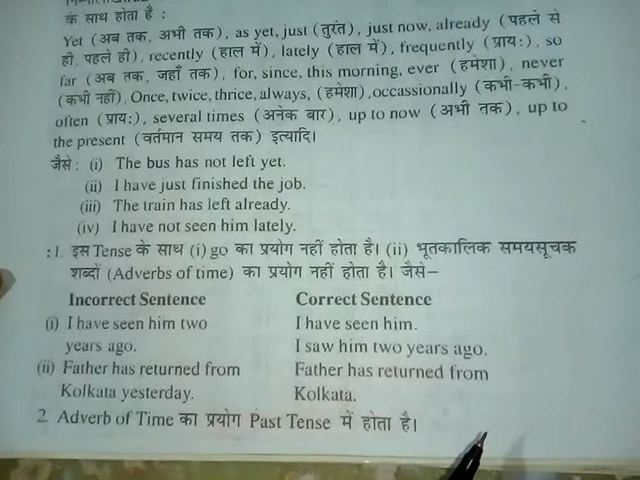 के साथ होता है :
Yet (अब तक, अभी तक), as yet, just (तुरंत), just now, already (पहले से
ही, पहले ही), recently (हाल में), lately (हाल में), frequently (प्राय:), so
far (अब तक, जहाँ तक), for, since, this morning, ever (हमेशा), never
(कभी नहीं), Once, twice, thrice, always, (हमेशा) ,occassionally (कभी-कभी),
often (प्राय:), several times (अनेक बार), up to now (अभी तक), up to
the present (वर्तमान समय तक) इत्यादि।
जैसे : (i) The bus has not left yet.
(ii) I have just finished the job.
(iii) The train has left already.
(iv) I have not seen him lately.
:1. इस Tense के साथ (i) go का प्रयोग नहीं होता है। (ii) भूतकालिक समयसूचक
शब्दों (Adverbs of time) का प्रयोग नहीं होता है। जैसे–
Incorrect Sentence Correct Sentence
(i) I have seen him two I have seen him.
years ago. I saw him two years ago.
(ii) Father has returned from Father has returned from
Kolkata yesterday. Kolkata.
2. Adverb of Time का प्रयोग Past Tense में होता है।